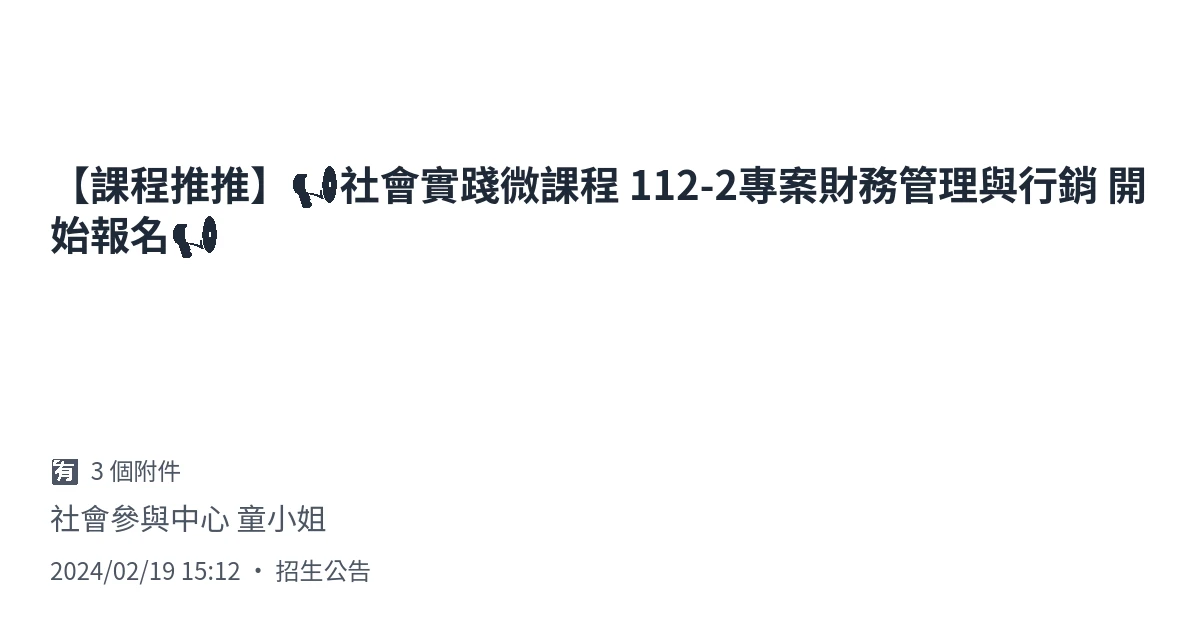 【課程推推】📢社會實踐微課程 112-2專案財務管理與行銷 開
始報名📢
🈶 3 個附件
社會參與中心 童小姐
2024/02/19 15:12 ・ 招生公告